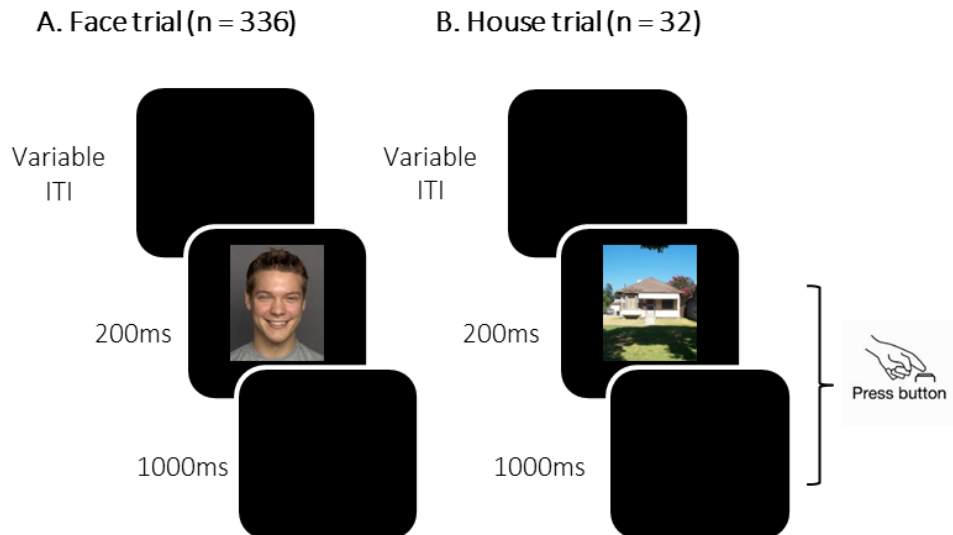 A. Face trial (n = 336)
B. House trial (n = 32)
Variable
ITI
Variable
ITI
200ms
200ms
Press button
1000ms
1000ms